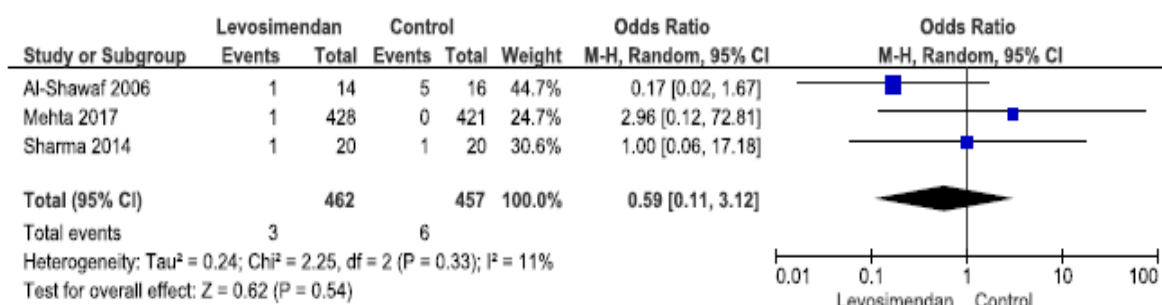 Levosimendan Control Odds Ratio Odds Ratio
Study or Subgroup Events Total Events Total Weight M-H, Random, 95% CI M-H, Random, 95% CI
Al-Shawaf 2006 1 14 5 16 44.7% 0.17 [0.02, 1.67]
Mehta 2017 1 428 0 421 24.7% 2.96 [0.12, 72.81]
Sharma 2014 1 20 1 20 30.6% 1.00 [0.06, 17.18]
Total (95% CI) 462 457 100.0% 0.59 [0.11, 3.12]
Total events 3 6
Heterogeneity: Tau² = 0.24; Chi² = 2.25, df = 2 (P = 0.33); I² = 11%
Test for overall effect: Z = 0.62 (P = 0.54)
0.01 0.1 1 10 100
Levosimendan Control